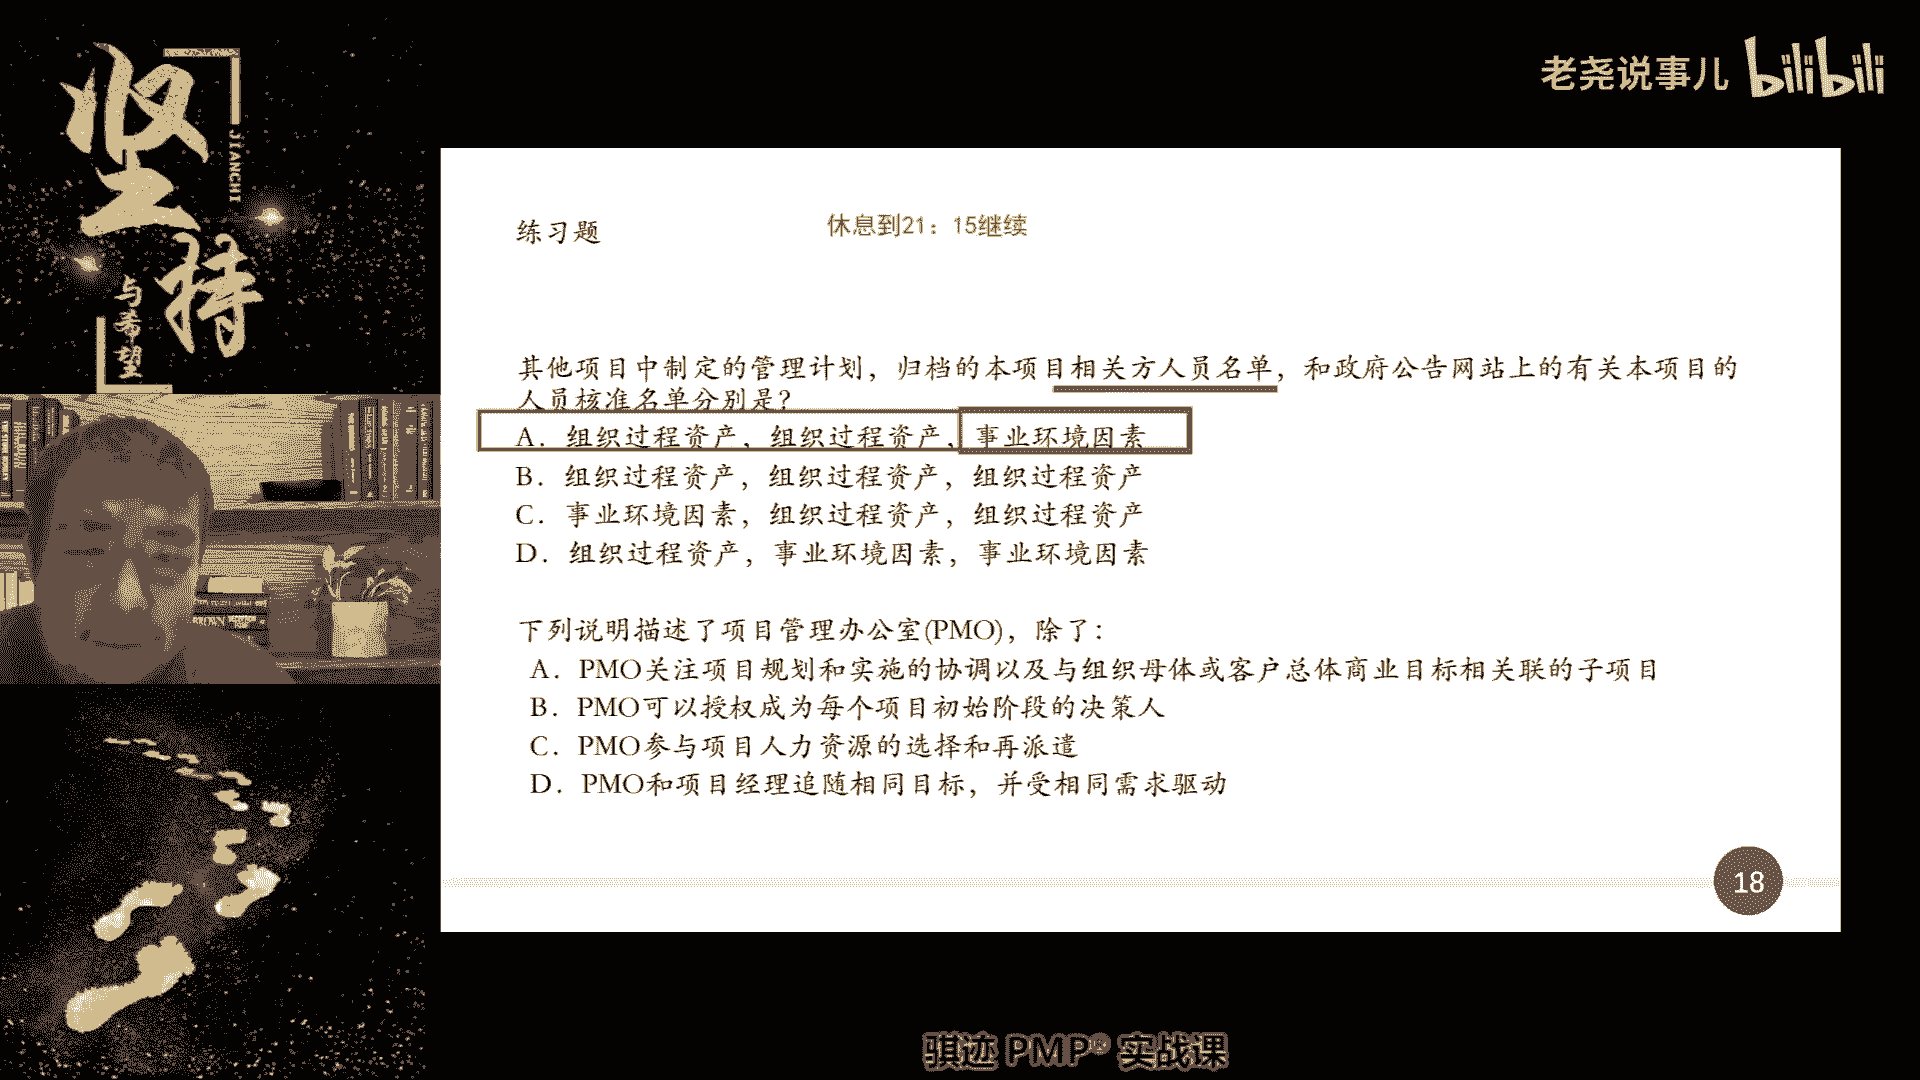 坚持
JIANCHI
与希望
老尧说事儿 bilibili
练习题
休息到21：15继续
其他项目中制定的管理计划，归档的本项目相关方人员名单，和政府公告网站上的有关本项目的
人员核准名单分别是?
A．组织过程资产，组织过程资产，事业环境因素
B．组织过程资产，组织过程资产，组织过程资产
C．事业环境因素，组织过程资产，组织过程资产
D．组织过程资产，事业环境因素，事业环境因素
下列说明描述了项目管理办公室(PMO)，除了：
A．PMO关注项目规划和实施的协调以及与组织母体或客户总体商业目标相关联的子项目
B．PMO可以授权成为每个项目初始阶段的决策人
C．PMO参与项目人力资源的选择和再派遣
D．PMO和项目经理追随相同目标，并受相同需求驱动
18
BROWN
骐迹 PMP® 实战课